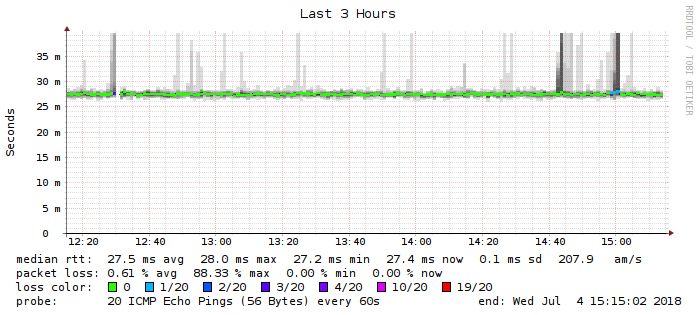 Last 3 Hours
RRDTOOL / TOBI OETIKER
Seconds
35 m
30 m
25 m
20 m
15 m
10 m
5 m
0
12:20 12:40 13:00 13:20 13:40 14:00 14:20 14:40 15:00
median rtt: 27.5 ms avg 28.0 ms max 27.2 ms min 27.4 ms now 0.1 ms sd 207.9 am/s
packet loss: 0.61 % avg 88.33 % max 0.00 % min 0.00 % now
loss color: 0 1/20 2/20 3/20 4/20 10/20 19/20
probe: 20 ICMP Echo Pings (56 Bytes) every 60s end: Wed Jul 4 15:15:02 2018